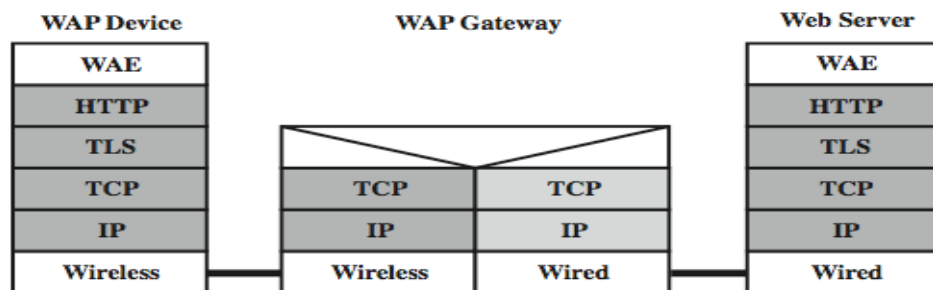 WAP Device
WAP Gateway
Web Server
WAE
HTTP
TLS
TCP
IP
Wireless
TCP
IP
Wireless
TCP
IP
Wired
WAE
HTTP
TLS
TCP
IP
Wired